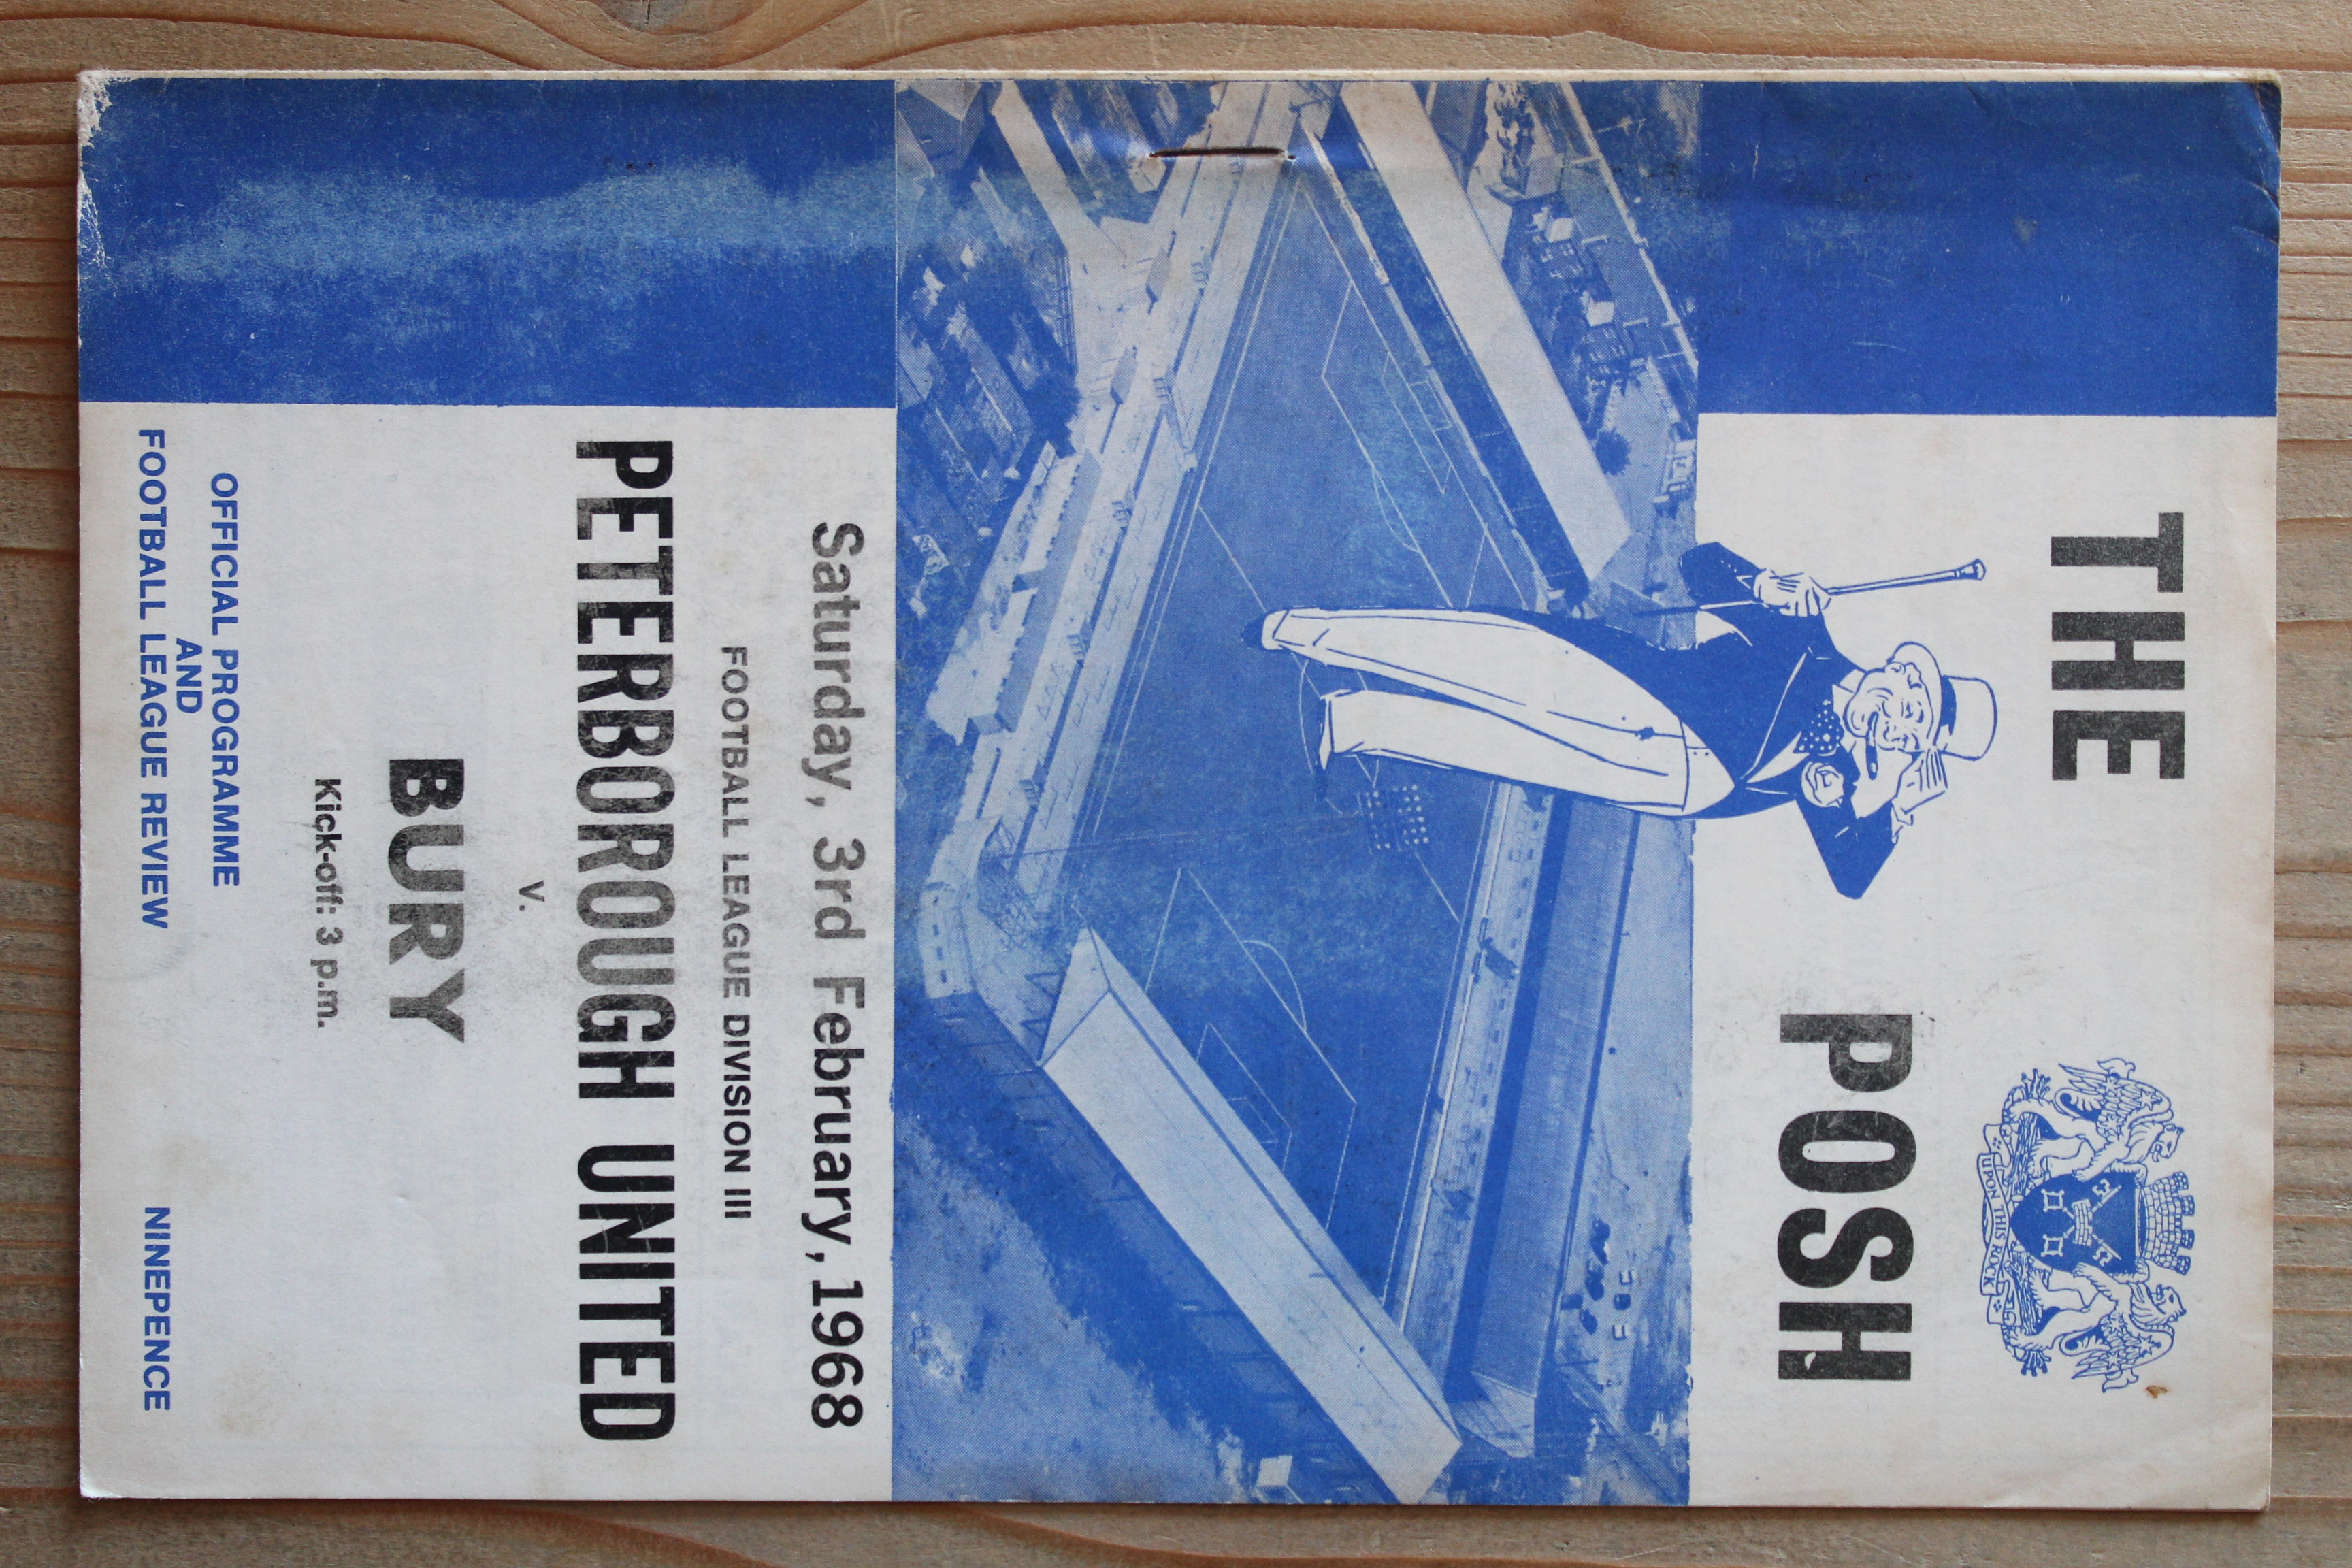 THE
POSH
UPON THIS ROCK
Saturday, 3rd February, 1968
FOOTBALL LEAGUE DIVISION III
PETERBOROUGH UNITED
v.
BURY
Kick-off: 3 p.m.
OFFICIAL PROGRAMME
AND
FOOTBALL LEAGUE REVIEW
NINEPENCE